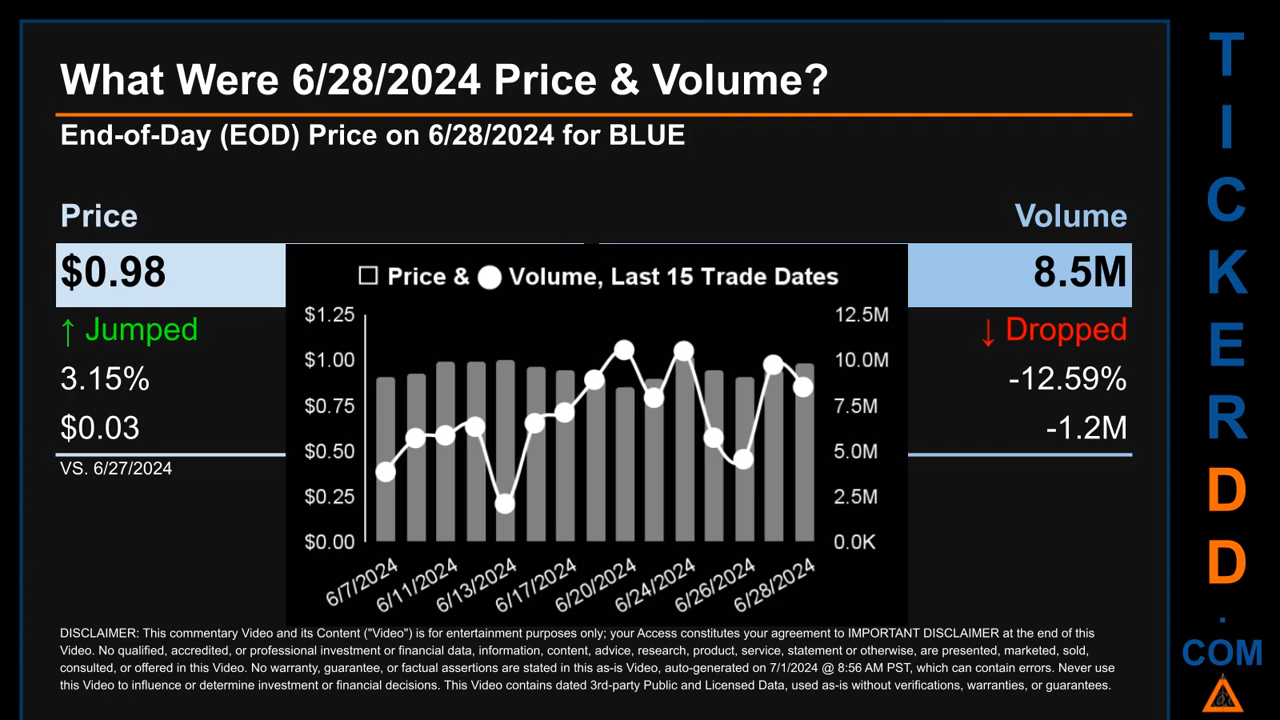 What Were 6/28/2024 Price & Volume?
End-of-Day (EOD) Price on 6/28/2024 for BLUE
Price
Volume
$0.98
8.5M
↑ Jumped
↓ Dropped
3.15%
-12.59%
$0.03
-1.2M
VS. 6/27/2024
Price & Volume, Last 15 Trade Dates
$1.25
$1.00
$0.75
$0.50
$0.25
$0.00
12.5M
10.0M
7.5M
5.0M
2.5M
0.0K
6/7/2024
6/11/2024
6/13/2024
6/17/2024
6/20/2024
6/24/2024
6/26/2024
6/28/2024
DISCLAIMER: This commentary Video and its Content ("Video") is for entertainment purposes only; your Access constitutes your agreement to IMPORTANT DISCLAIMER at the end of this
Video. No qualified, accredited, or professional investment or financial data, information, content, advice, research, product, service, statement or otherwise, are presented, marketed, sold,
consulted, or offered in this Video. No warranty, guarantee, or factual assertions are stated in this as-is Video, auto-generated on 7/1/2024 @ 8:56 AM PST, which can contain errors. Never use
this Video to influence or determine investment or financial decisions. This Video contains dated 3rd-party Public and Licensed Data, used as-is without verifications, warranties, or guarantees.
TICKERDD.COM